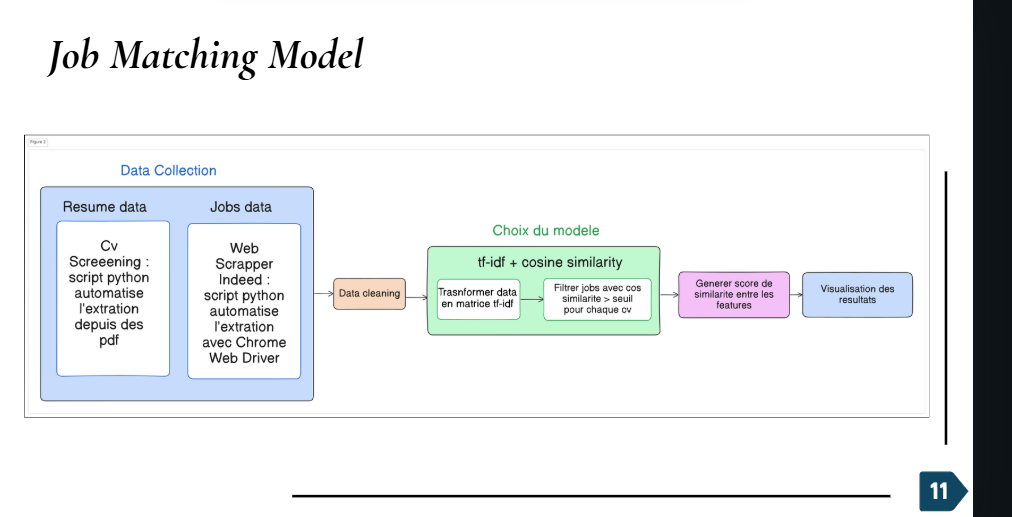 Job Matching Model
Figure 2
Data Collection
Resume data
Jobs data
Cv
Screeening :
script python
automatise
l'extration
depuis des
pdf
Web
Scrapper
Indeed :
script python
automatise
l'extration
avec Chrome
Web Driver
Data cleaning
Choix du modele
tf-idf + cosine similarity
Trasnformer data
en matrice tf-idf
Filtrer jobs avec cos
similarite > seuil
pour chaque cv
Generer score de
similarite entre les
features
Visualisation des
resultats
11